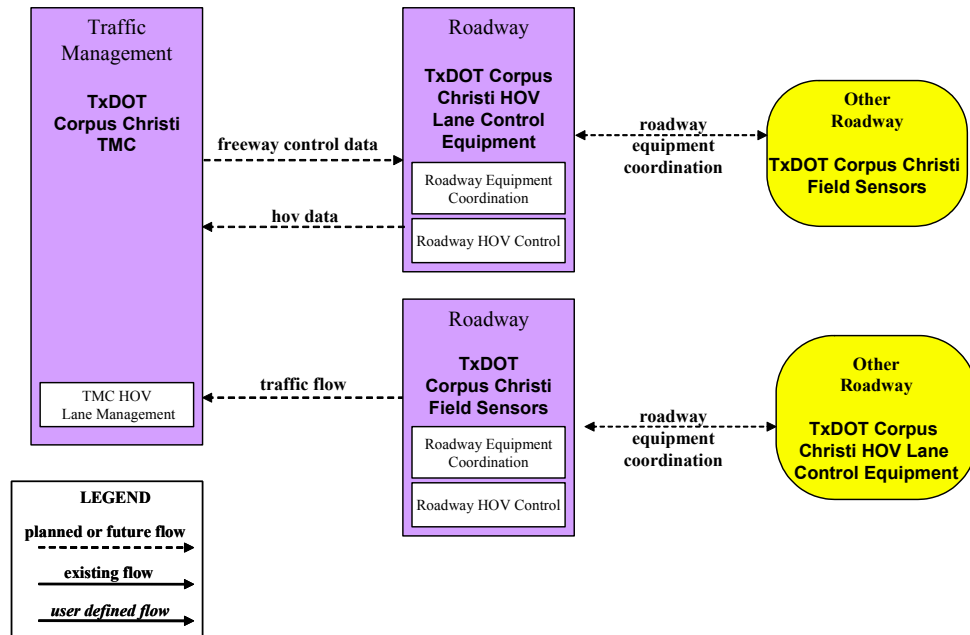 Traffic
Management
TxDOT
Corpus Christi
TMC
TMC HOV
Lane Management
freeway control data
hov data
traffic flow
Roadway
TxDOT Corpus
Christi HOV
Lane Control
Equipment
Roadway Equipment
Coordination
Roadway HOV Control
roadway
equipment
coordination
Other
Roadway
TxDOT Corpus Christi
Field Sensors
Roadway
TxDOT
Corpus Christi
Field Sensors
Roadway Equipment
Coordination
Roadway HOV Control
roadway
equipment
coordination
Other
Roadway
TxDOT Corpus
Christi HOV Lane
Control Equipment
LEGEND
planned or future flow
existing flow
user defined flow